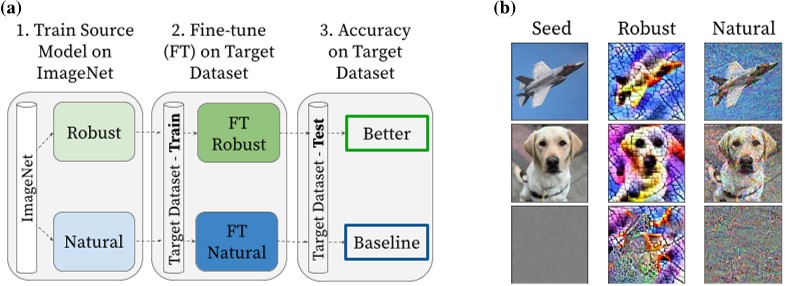 (a)
1. Train Source
Model on
ImageNet
2. Fine-tune
(FT) on Target
Dataset
3. Accuracy
on Target
Dataset
ImageNet
Robust
Natural
Target Dataset - Train
FT
Robust
FT
Natural
Target Dataset - Test
Better
Baseline
(b)
Seed Robust Natural